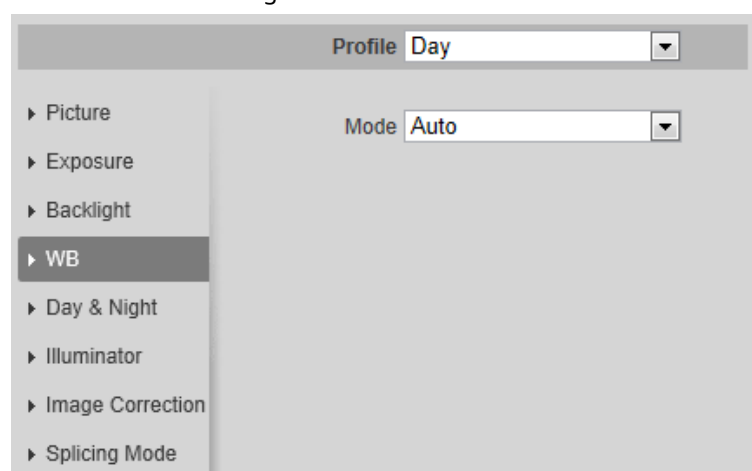 Profile Day
Picture
Mode Auto
Exposure
Backlight
WB
Day & Night
Illuminator
Image Correction
Splicing Mode